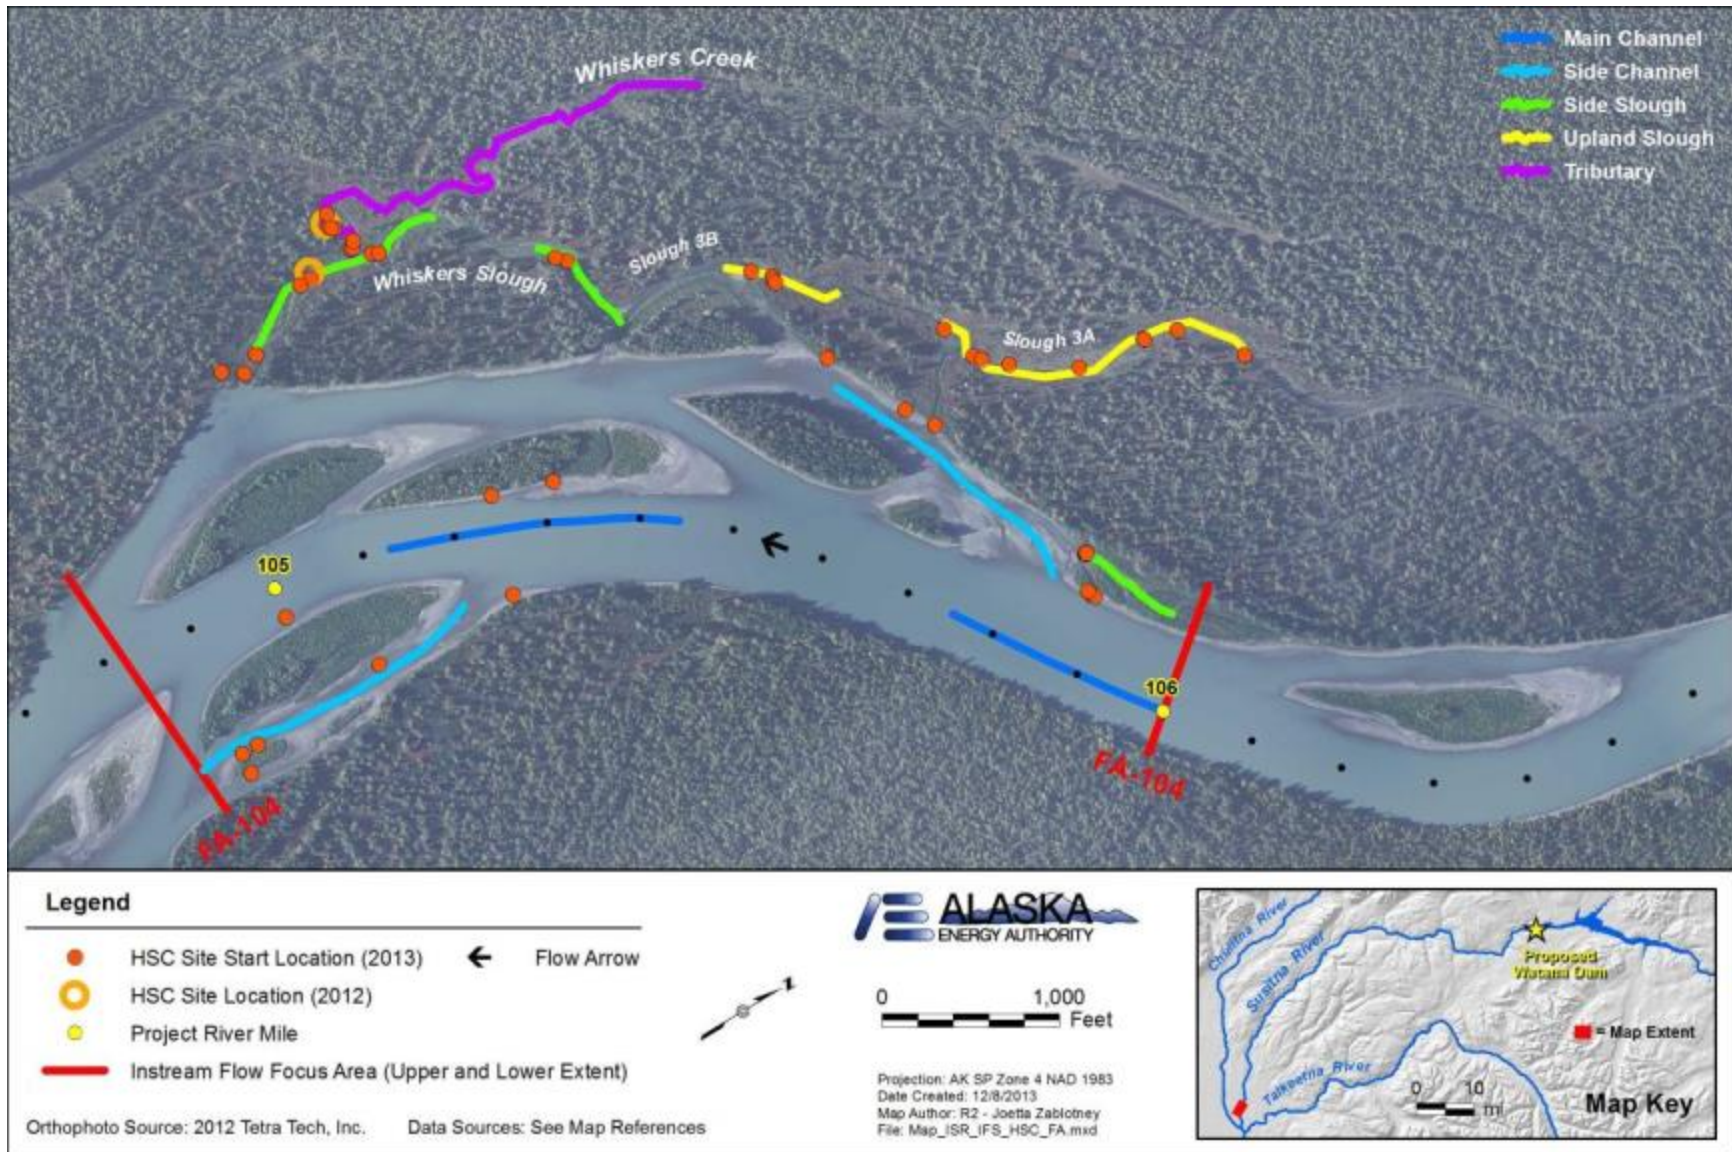 Whiskers Creek
Main Channel
Side Channel
Side Slough
Upland Slough
Tributary
Slough 3B
Whiskers Slough
Slough 3A
105
106
FA-104
FA-104
Legend
HSC Site Start Location (2013)
Flow Arrow
HSC Site Location (2012)
Project River Mile
Instream Flow Focus Area (Upper and Lower Extent)
Orthophoto Source: 2012 Tetra Tech, Inc.
Data Sources: See Map References
ALASKA
ENERGY AUTHORITY
Z
0 1,000
Feet
Projection: AK SP Zone 4 NAD 1983
Date Created: 12/8/2013
Map Author: R2 - Joetta Zablotney
File: Map_ISR_IFS_HSC_FA.mxd
Chulitna River
Susitna River
Proposed
Watana Dam
= Map Extent
Talkeetna River
0 10
mi
Map Key